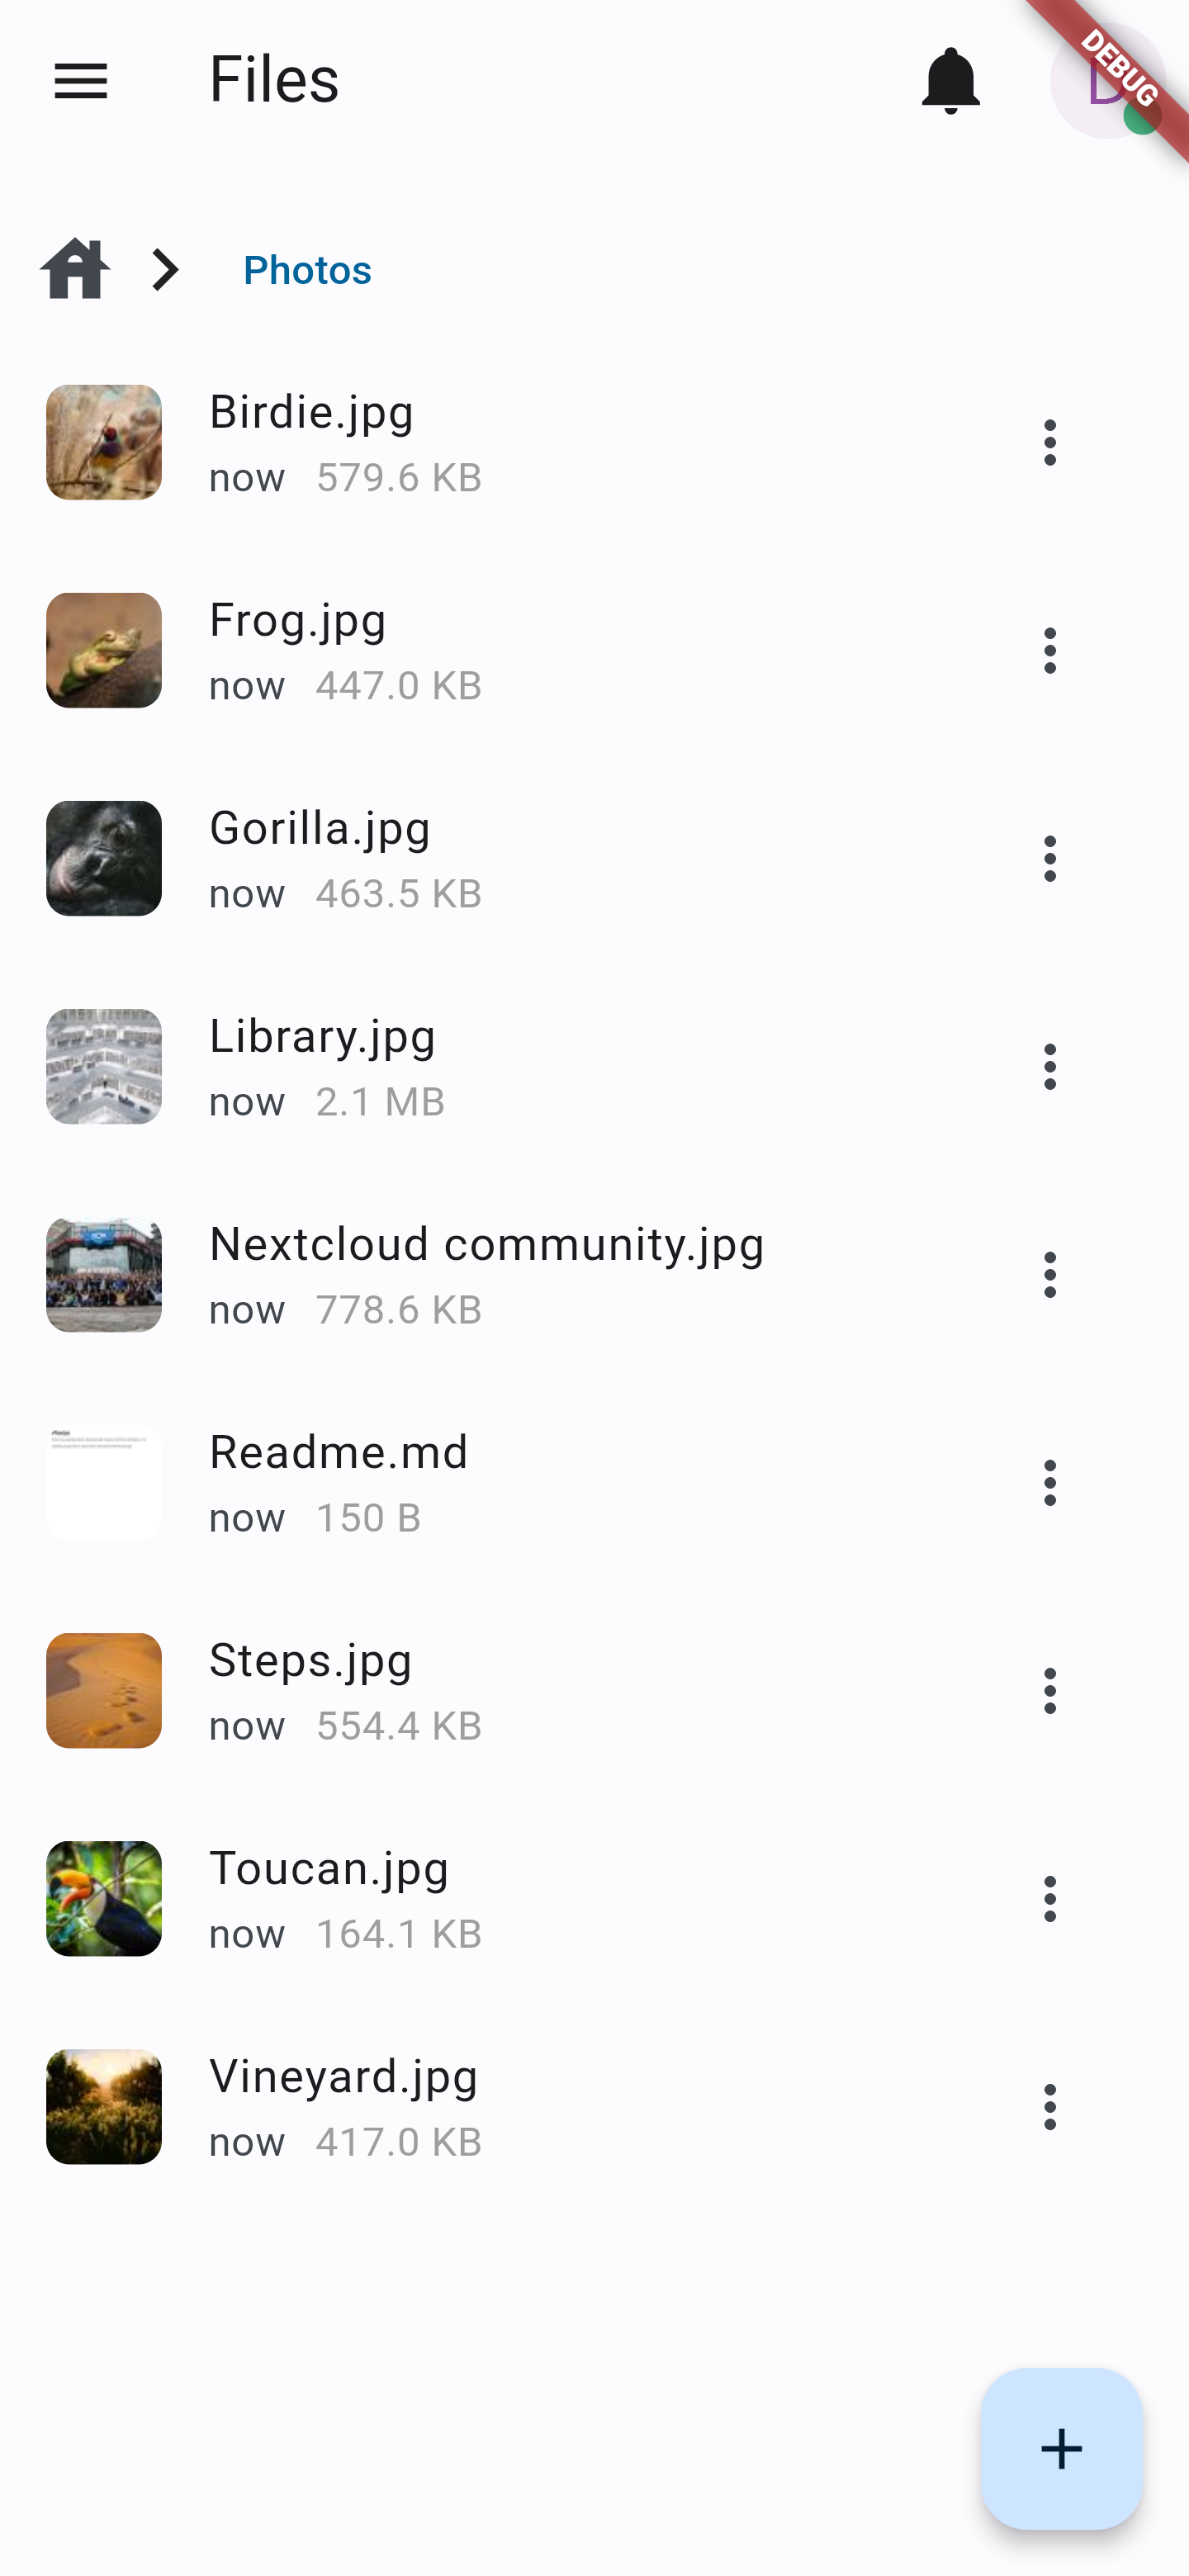 Files
D
DEBUG
Photos
Birdie.jpg
now 579.6 KB
Frog.jpg
now 447.0 KB
Gorilla.jpg
now 463.5 KB
Library.jpg
now 2.1 MB
Nextcloud community.jpg
now 778.6 KB
Readme.md
now 150 B
Steps.jpg
now 554.4 KB
Toucan.jpg
now 164.1 KB
Vineyard.jpg
now 417.0 KB